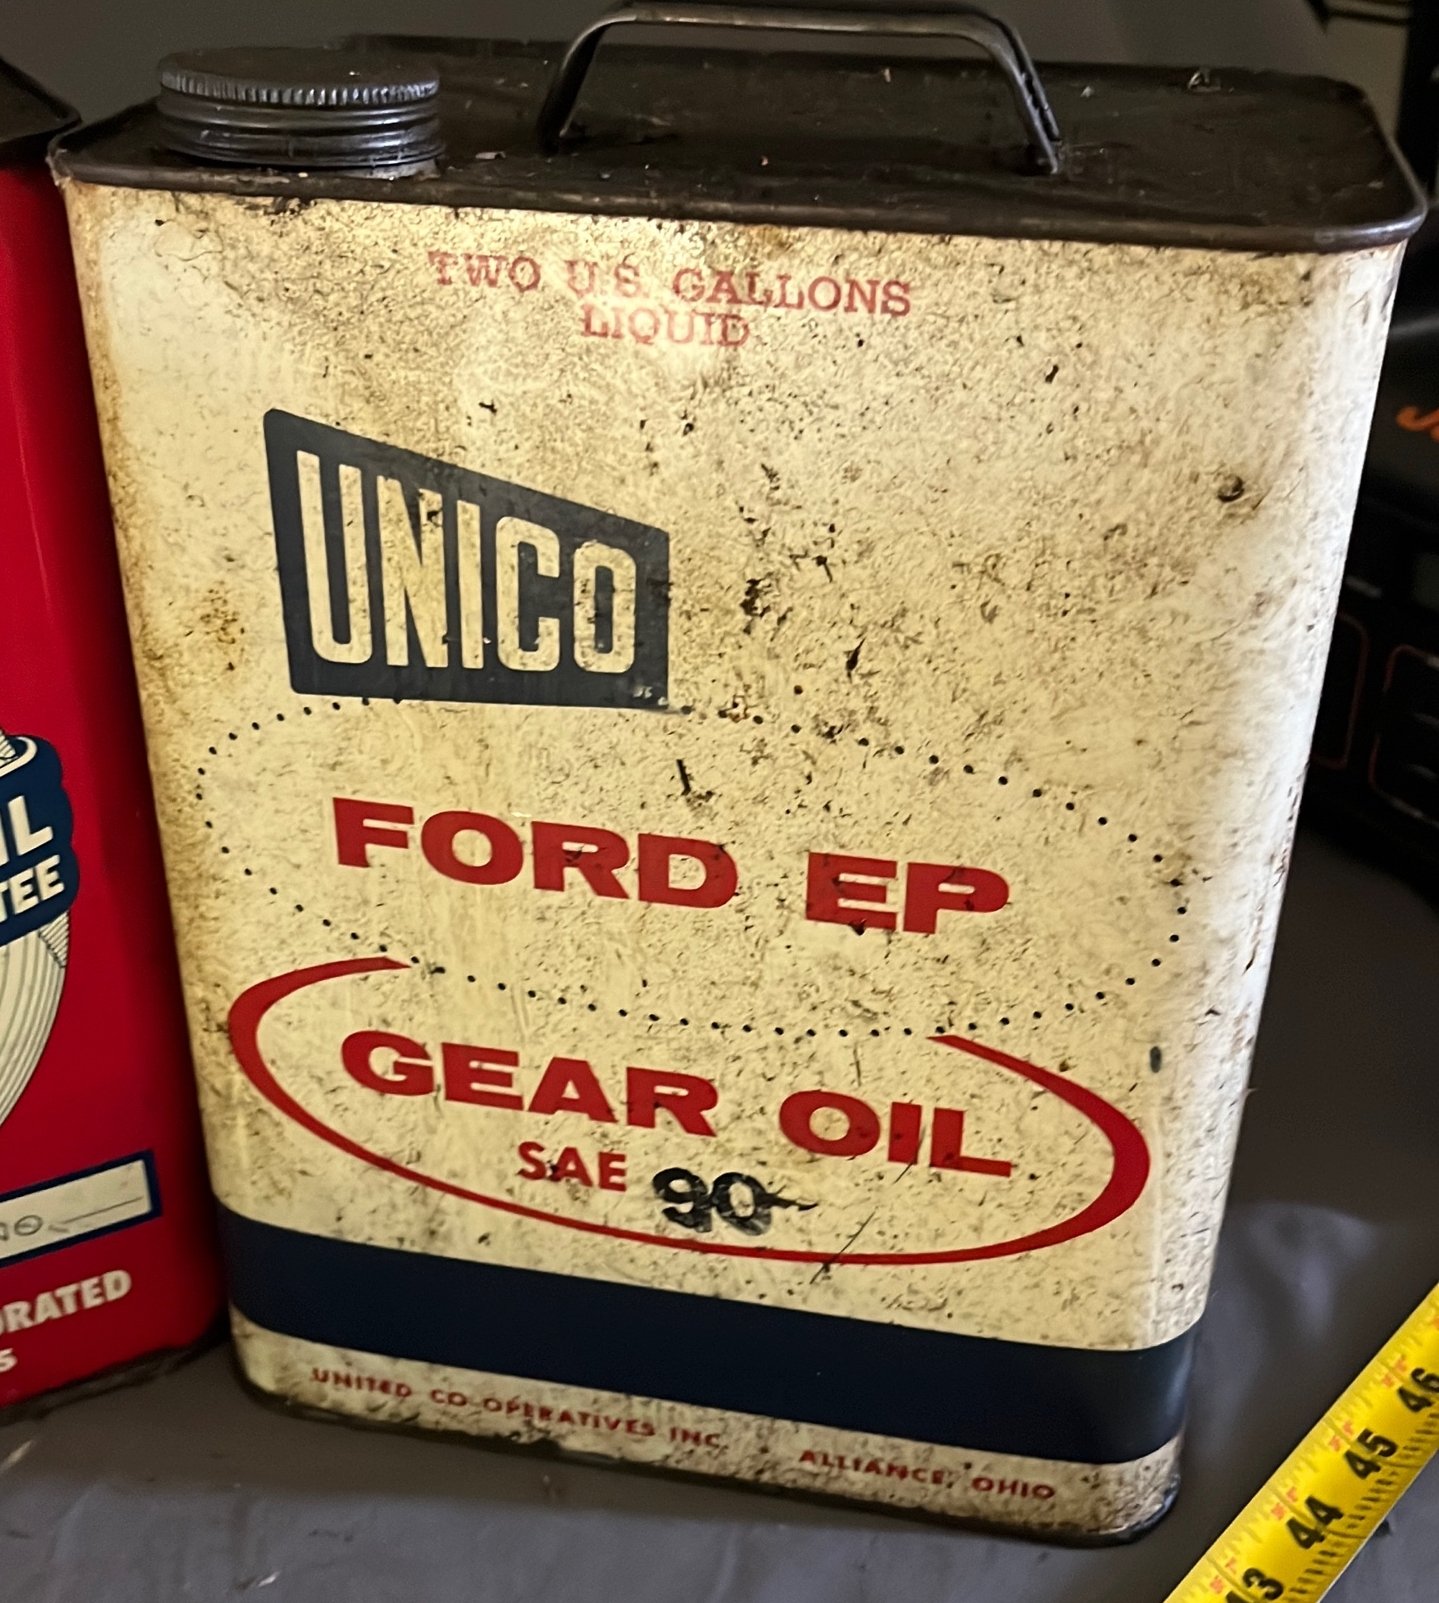 TWO U.S. GALLONS
LIQUID
UNICO
FORD EP
GEAR OIL
SAE 90
UNITED CO-OPERATIVES INC. ALLIANCE, OHIO
IL
TEE
ORATED
S
46
45
44